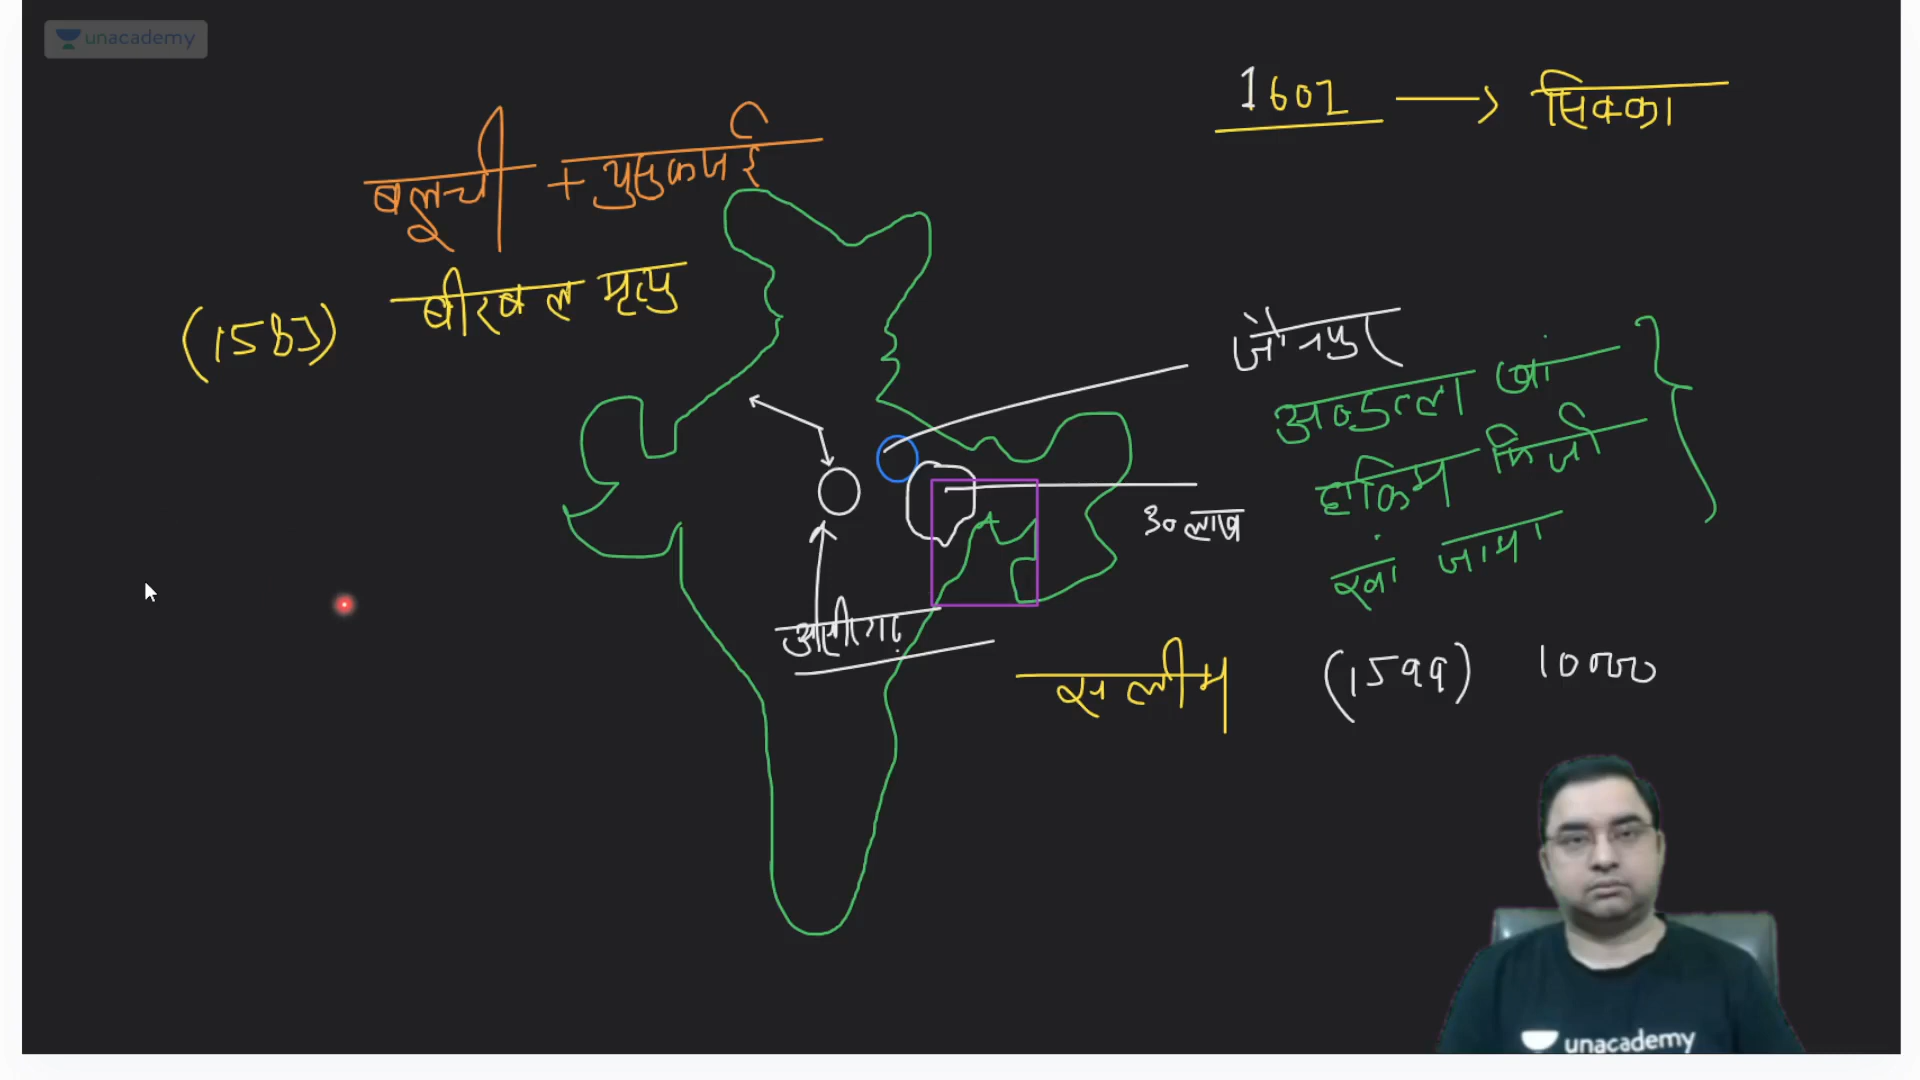 unacademy
1602 → सिक्का
बलूची + युसुफजई
(1583) बीरबल मृत्यु
जौनपुर
अब्दुल्ला खां
हाकिम मिर्जा
खां जामा
30 लाख
अलीगढ़
सलीम (1599) 10000
unacademy